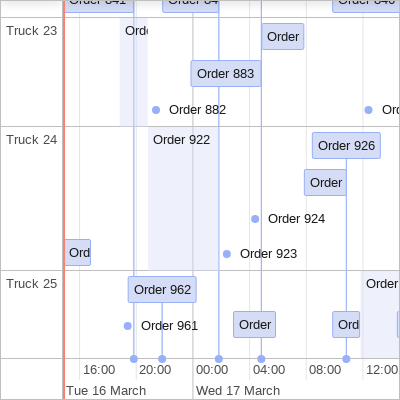 Truck 23
Order
Order 883
Order 882
Truck 24
Order 922
Order 926
Order
Order 924
Ord
Order 923
Truck 25
Order
Order 962
Order 961
Order
Ord
16:00
20:00
00:00
04:00
08:00
12:00
Tue 16 March
Wed 17 March